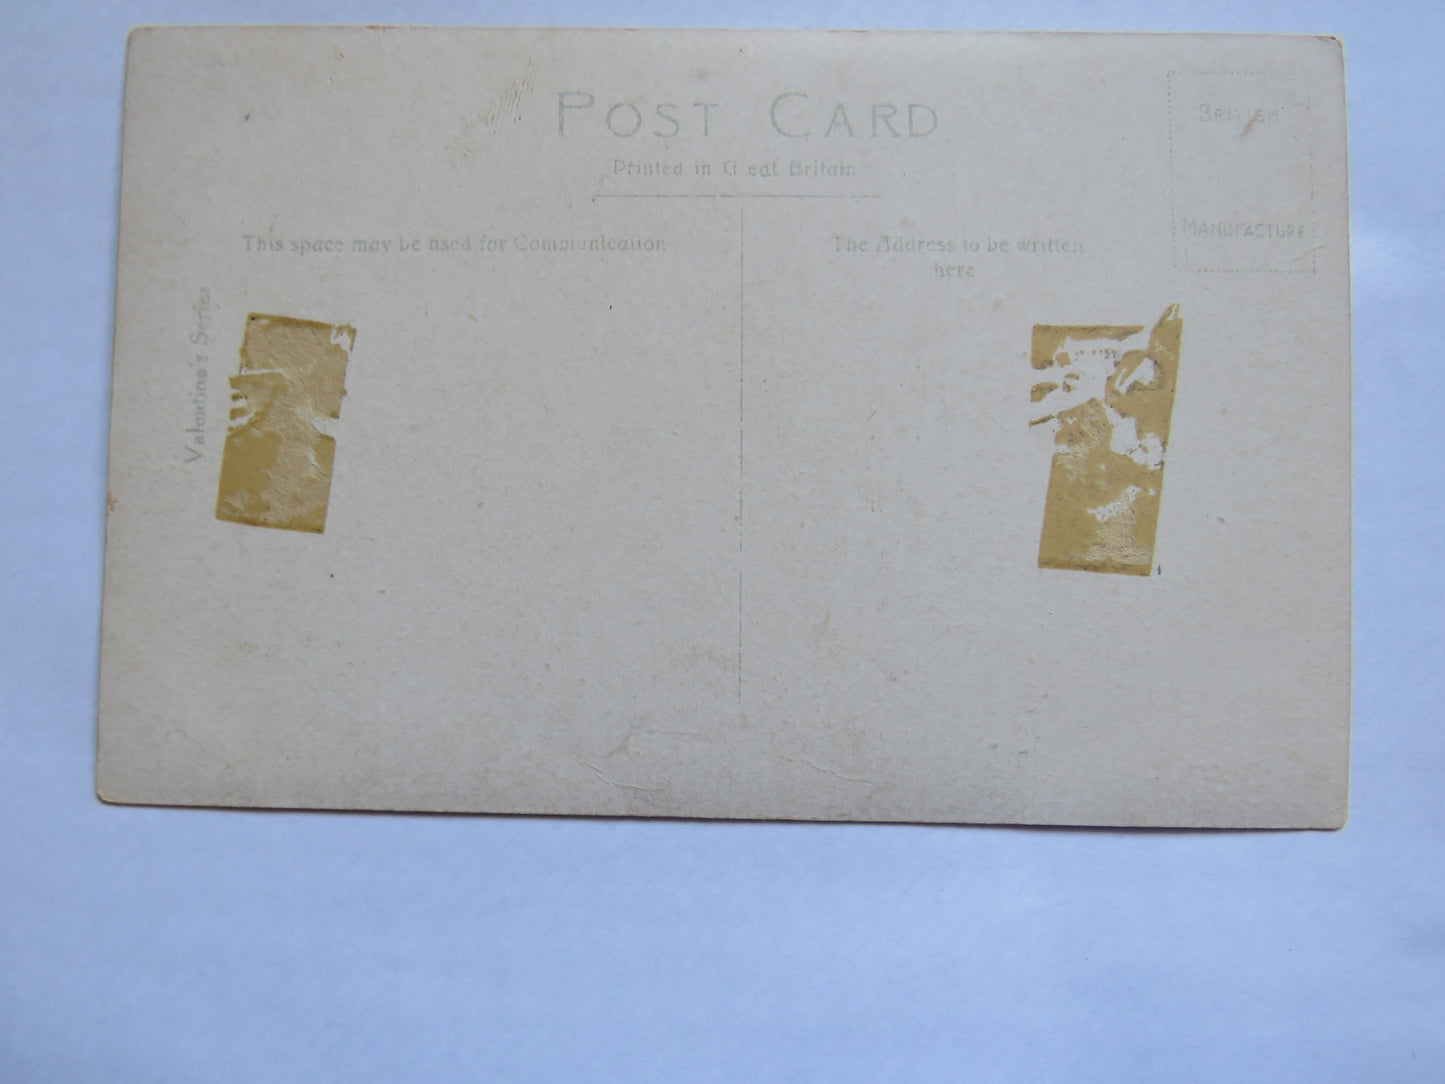 POST CARD
Printed in G eat Britain
BRITISH
MANUFACTURE
This space may be used for Communication
The Address to be written
here
Valentine's Series